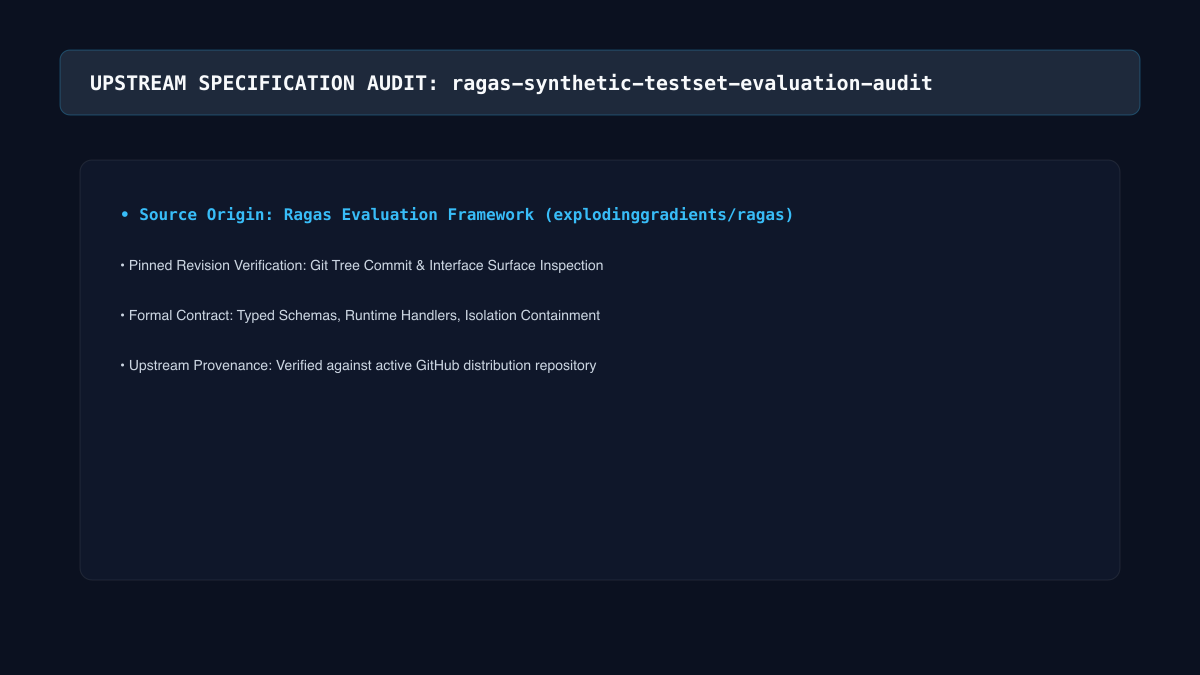 UPSTREAM SPECIFICATION AUDIT: ragas-synthetic-testset-evaluation-audit
• Source Origin: Ragas Evaluation Framework (explodinggradients/ragas)
• Pinned Revision Verification: Git Tree Commit & Interface Surface Inspection
• Formal Contract: Typed Schemas, Runtime Handlers, Isolation Containment
• Upstream Provenance: Verified against active GitHub distribution repository